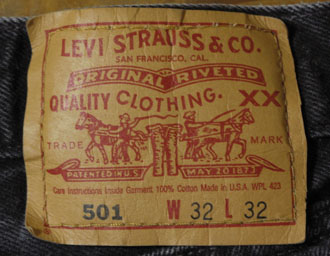 LEVI STRAUSS & CO.
SAN FRANCISCO, CAL.
ORIGINAL RIVETED
QUALITY CLOTHING. XX
TRADE MARK
PATENTED IN U.S. MAY 20 1873
Care Instructions Inside Garment 100% Cotton Made in U.S.A. WPL 423
501 W 32 L 32